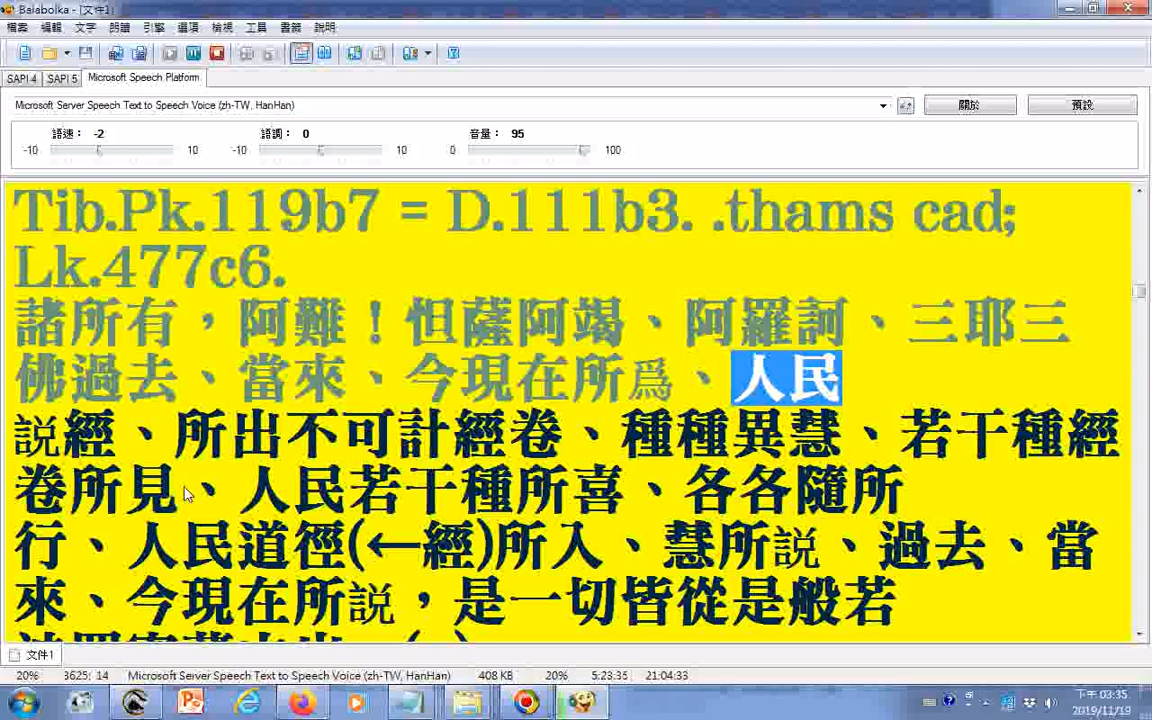 Balabolka - [文件1]
檔案 編輯 文字 朗讀 引擎 選項 檢視 工具 書籤 說明
SAPI 4 SAPI 5 Microsoft Speech Platform
Microsoft Server Speech Text to Speech Voice (zh-TW, HanHan) 關於 預設
語速： -2 語調： 0 音量： 95
-10 10 -10 10 0 100
Tib.Pk.119b7 = D.111b3. .thams cad;
Lk.477c6.
諸所有，阿難！怛薩阿竭、阿羅訶、三耶三
佛過去、當來、今現在所爲、人民
説經、所出不可計經卷、種種異慧、若干種經
卷所見、人民若干種所喜、各各隨所
行、人民道徑(←經)所入、慧所説、過去、當
來、今現在所説，是一切皆從是般若
文件1
20% 3625: 14 Microsoft Server Speech Text to Speech Voice (zh-TW, HanHan) 408 KB 20% 5:23:35 21:04:33
下午 03:35
2019/11/19